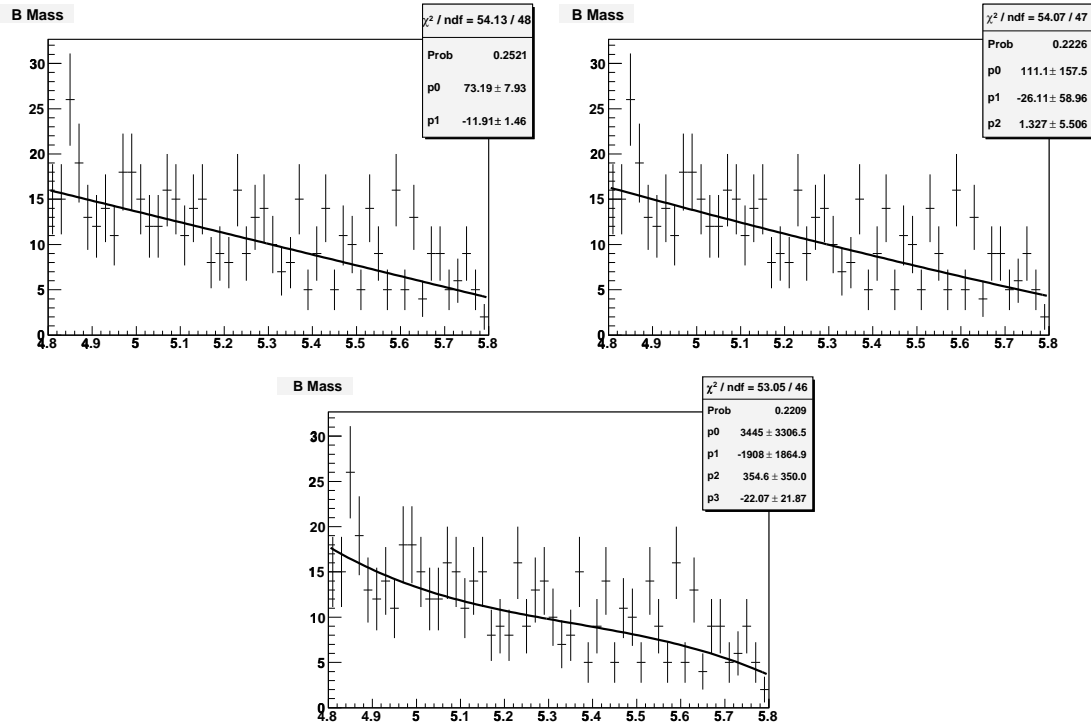 B Mass
χ² / ndf = 54.13 / 48
Prob 0.2521
p0 73.19 ± 7.93
p1 -11.91 ± 1.46
30
25
20
15
10
5
0
4.8 4.9 5 5.1 5.2 5.3 5.4 5.5 5.6 5.7 5.8
B Mass
χ² / ndf = 54.07 / 47
Prob 0.2226
p0 111.1 ± 157.5
p1 -26.11 ± 58.96
p2 1.327 ± 5.506
30
25
20
15
10
5
0
4.8 4.9 5 5.1 5.2 5.3 5.4 5.5 5.6 5.7 5.8
B Mass
χ² / ndf = 53.05 / 46
Prob 0.2209
p0 3445 ± 3306.5
p1 -1908 ± 1864.9
p2 354.6 ± 350.0
p3 -22.07 ± 21.87
30
25
20
15
10
5
0
4.8 4.9 5 5.1 5.2 5.3 5.4 5.5 5.6 5.7 5.8